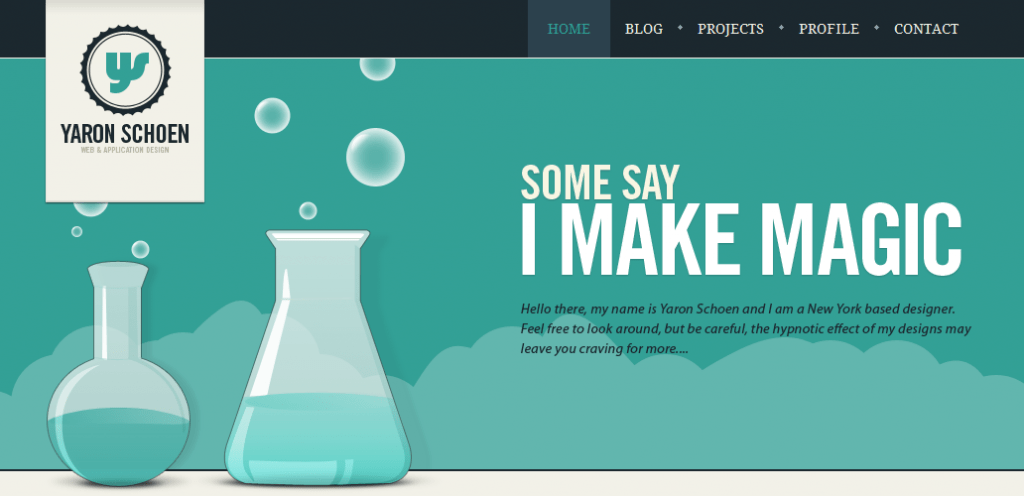 HOME
BLOG
PROJECTS
PROFILE
CONTACT
ys
YARON SCHOEN
WEB & APPLICATION DESIGN
SOME SAY
I MAKE MAGIC
Hello there, my name is Yaron Schoen and I am a New York based designer.
Feel free to look around, but be careful, the hypnotic effect of my designs may
leave you craving for more....